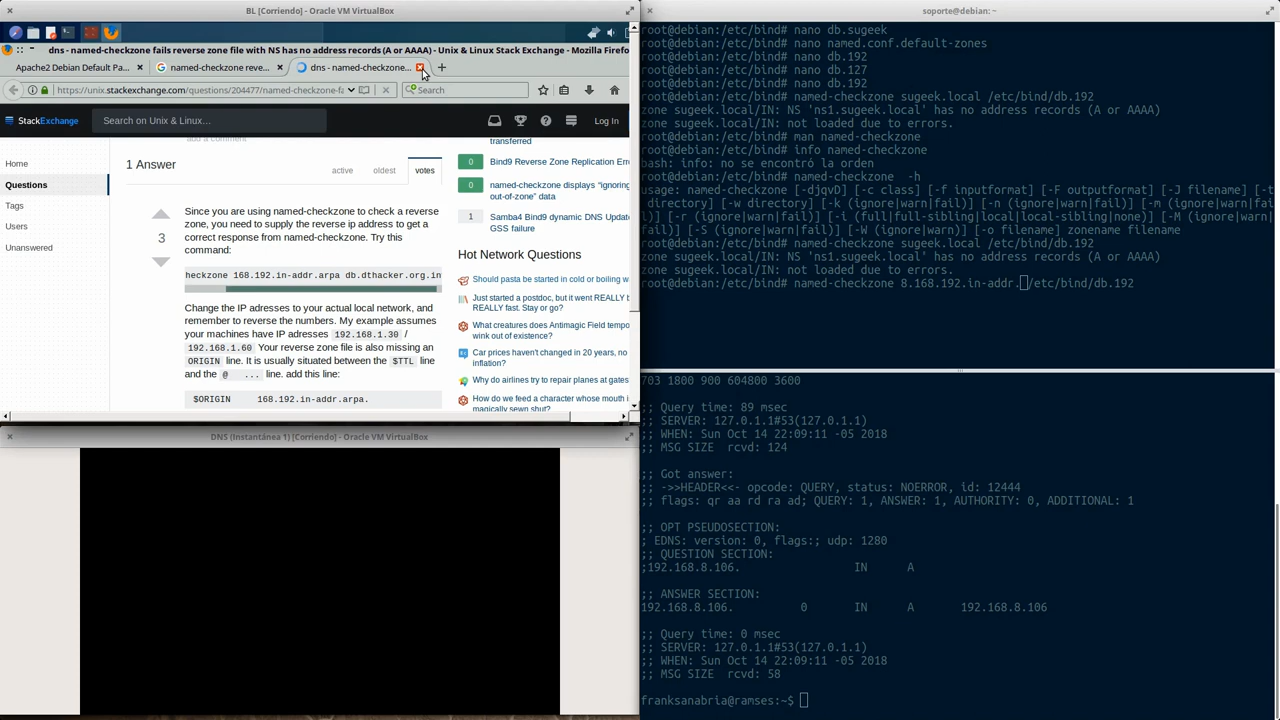 BL [Corriendo] - Oracle VM VirtualBox
dns - named-checkzone fails reverse zone file with NS has no address records (A or AAAA) - Unix & Linux Stack Exchange - Mozilla Firefo
Apache2 Debian Default Pa...
named-checkzone reve...
dns - named-checkzone...
https://unix.stackexchange.com/questions/204477/named-checkzone-fa
Search
StackExchange
Search on Unix & Linux…
Log In
Home
Questions
Tags
Users
Unanswered
add a comment
1 Answer
active
oldest
votes
3
Since you are using named-checkzone to check a reverse
zone, you need to supply the reverse ip address to get a
correct response from named-checkzone. Try this
command:
heckzone 168.192.in-addr.arpa db.dthacker.org.in
Change the IP adresses to your actual local network, and
remember to reverse the numbers. My example assumes
your machines have IP adresses 192.168.1.30 /
192.168.1.60 Your reverse zone file is also missing an
ORIGIN line. It is usually situated between the $TTL line
and the @ ... line. add this line:
$ORIGIN 168.192.in-addr.arpa.
transferred
0 Bind9 Reverse Zone Replication Erro
0 named-checkzone displays “ignoring
out-of-zone” data
1 Samba4 Bind9 dynamic DNS Update
GSS failure
Hot Network Questions
Should pasta be started in cold or boiling w
Just started a postdoc, but it went REALLY b
REALLY fast. Stay or go?
What creatures does Antimagic Field tempo
wink out of existence?
Car prices haven't changed in 20 years, no
inflation?
Why do airlines try to repair planes at gates
How do we feed a character whose mouth i
magically sewn shut?
DNS (Instantánea 1) [Corriendo] - Oracle VM VirtualBox
soporte@debian: ~
root@debian:/etc/bind# nano db.sugeek
root@debian:/etc/bind# nano named.conf.default-zones
root@debian:/etc/bind# nano db.192
root@debian:/etc/bind# nano db.127
root@debian:/etc/bind# nano db.192
root@debian:/etc/bind# named-checkzone sugeek.local /etc/bind/db.192
zone sugeek.local/IN: NS 'ns1.sugeek.local' has no address records (A or AAAA)
zone sugeek.local/IN: not loaded due to errors.
root@debian:/etc/bind# man named-checkzone
root@debian:/etc/bind# info named-checkzone
bash: info: no se encontró la orden
root@debian:/etc/bind# named-checkzone  -h
usage: named-checkzone [-djqvD] [-c class] [-f inputformat] [-F outputformat] [-J filename] [-t
directory] [-w directory] [-k (ignore|warn|fail)] [-n (ignore|warn|fail)] [-m (ignore|war
n|fail)] [-r (ignore|warn|fail)] [-i (full|full-sibling|local|local-sibling|none)] [-M (ignore
|warn|fail)] [-S (ignore|warn|fail)] [-W (ignore|warn)] [-o filename] zonename filename
root@debian:/etc/bind# named-checkzone sugeek.local /etc/bind/db.192
zone sugeek.local/IN: NS 'ns1.sugeek.local' has no address records (A or AAAA)
zone sugeek.local/IN: not loaded due to errors.
root@debian:/etc/bind# named-checkzone 8.168.192.in-addr. /etc/bind/db.192
703 1800 900 604800 3600
;; Query time: 89 msec
;; SERVER: 127.0.1.1#53(127.0.1.1)
;; WHEN: Sun Oct 14 22:09:11 -05 2018
;; MSG SIZE  rcvd: 124
;; Got answer:
;; ->>HEADER<<- opcode: QUERY, status: NOERROR, id: 12444
;; flags: qr aa rd ra ad; QUERY: 1, ANSWER: 1, AUTHORITY: 0, ADDITIONAL: 1
;; OPT PSEUDOSECTION:
; EDNS: version: 0, flags:; udp: 1280
;; QUESTION SECTION:
;192.168.8.106. IN A
;; ANSWER SECTION:
192.168.8.106. 0 IN A 192.168.8.106
;; Query time: 0 msec
;; SERVER: 127.0.1.1#53(127.0.1.1)
;; WHEN: Sun Oct 14 22:09:11 -05 2018
;; MSG SIZE  rcvd: 58
franksanabria@ramses:~$